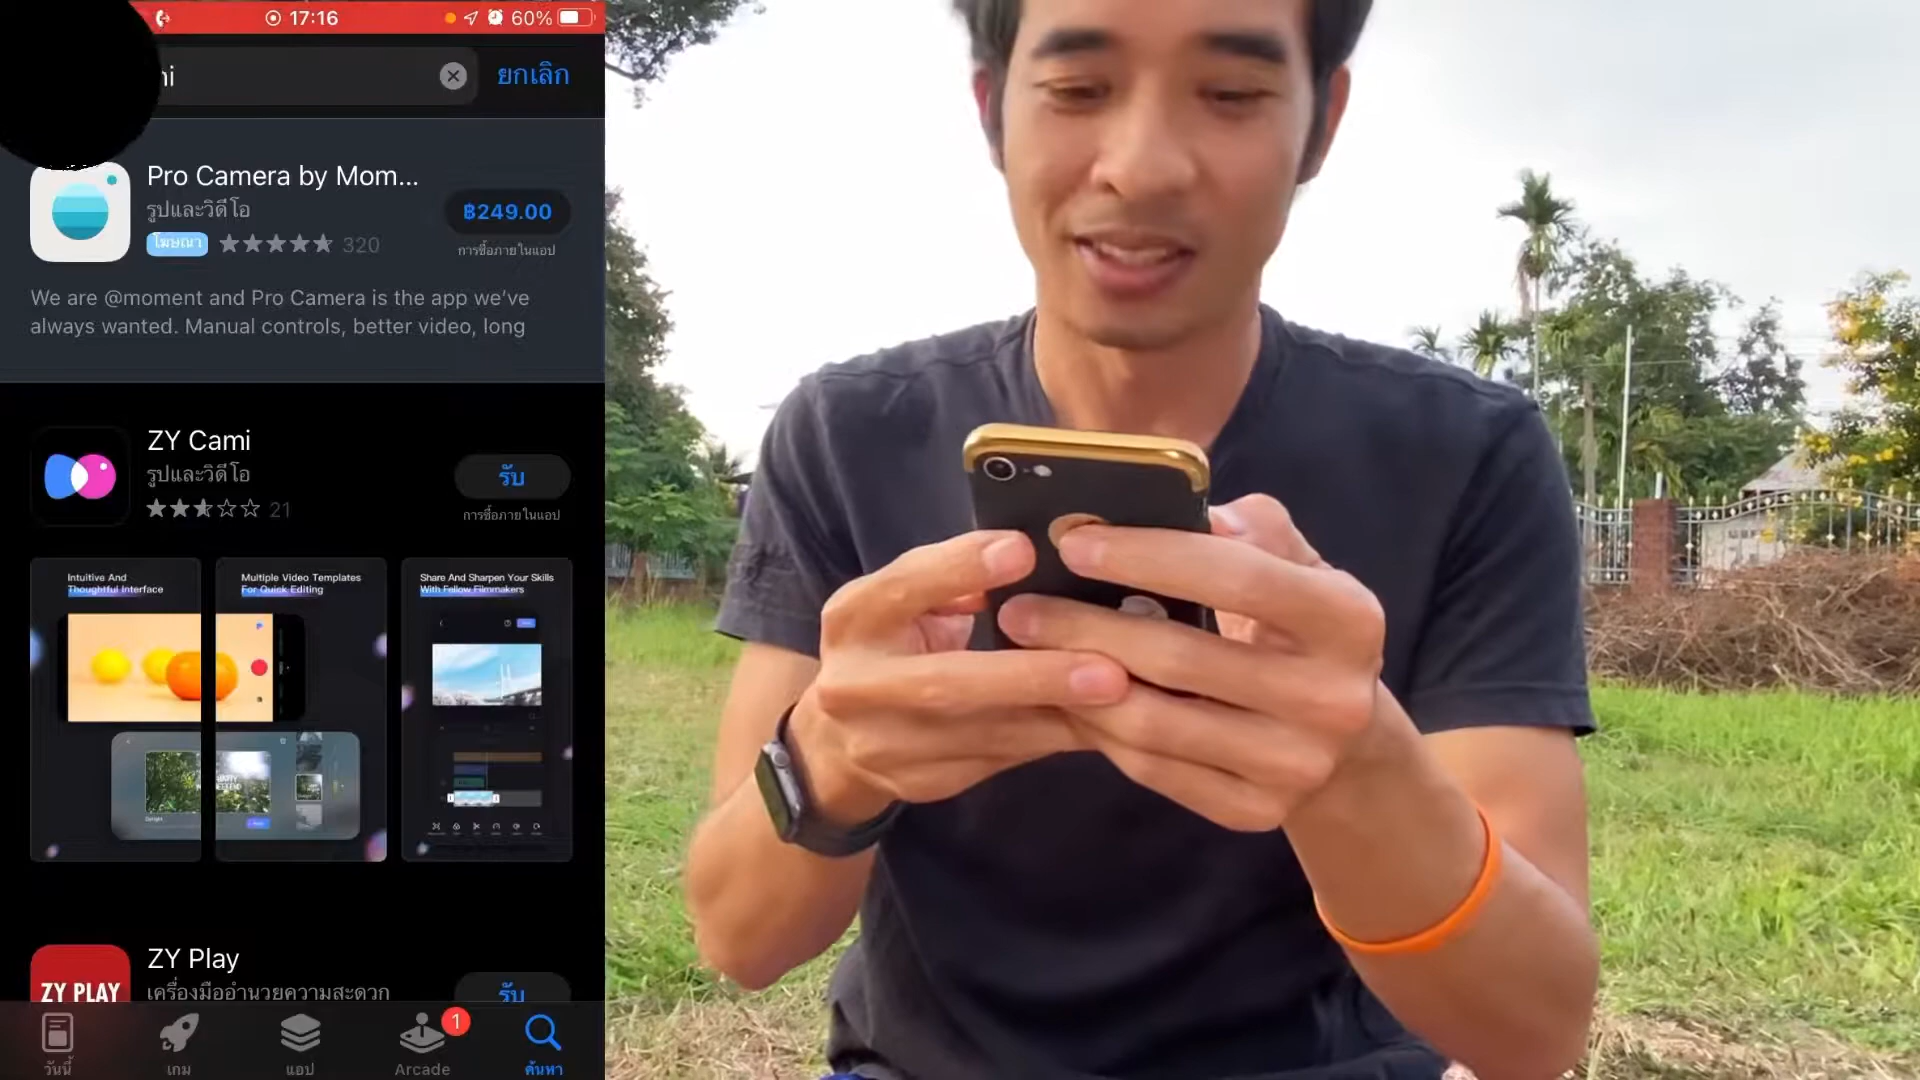 17:16
60%
ni
ยกเลิก
Pro Camera by Mom...
รูปและวิดีโอ
โฆษณา
320
฿249.00
การซื้อภายในแอป
We are @moment and Pro Camera is the app we've
always wanted. Manual controls, better video, long
ZY Cami
รูปและวิดีโอ
21
รับ
การซื้อภายในแอป
Intuitive And
Thoughtful Interface
Multiple Video Templates
For Quick Editing
Share And Sharpen Your Skills
With Fellow Filmmakers
ZY Play
เครื่องมืออำนวยความสะดวก
รับ
ZY PLAY
วันนี้
เกม
แอป
Arcade
1
ค้นหา